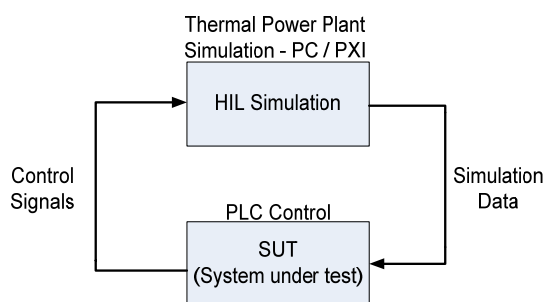 Thermal Power Plant
Simulation - PC / PXI
HIL Simulation
Control
Signals
Simulation
Data
PLC Control
SUT
(System under test)